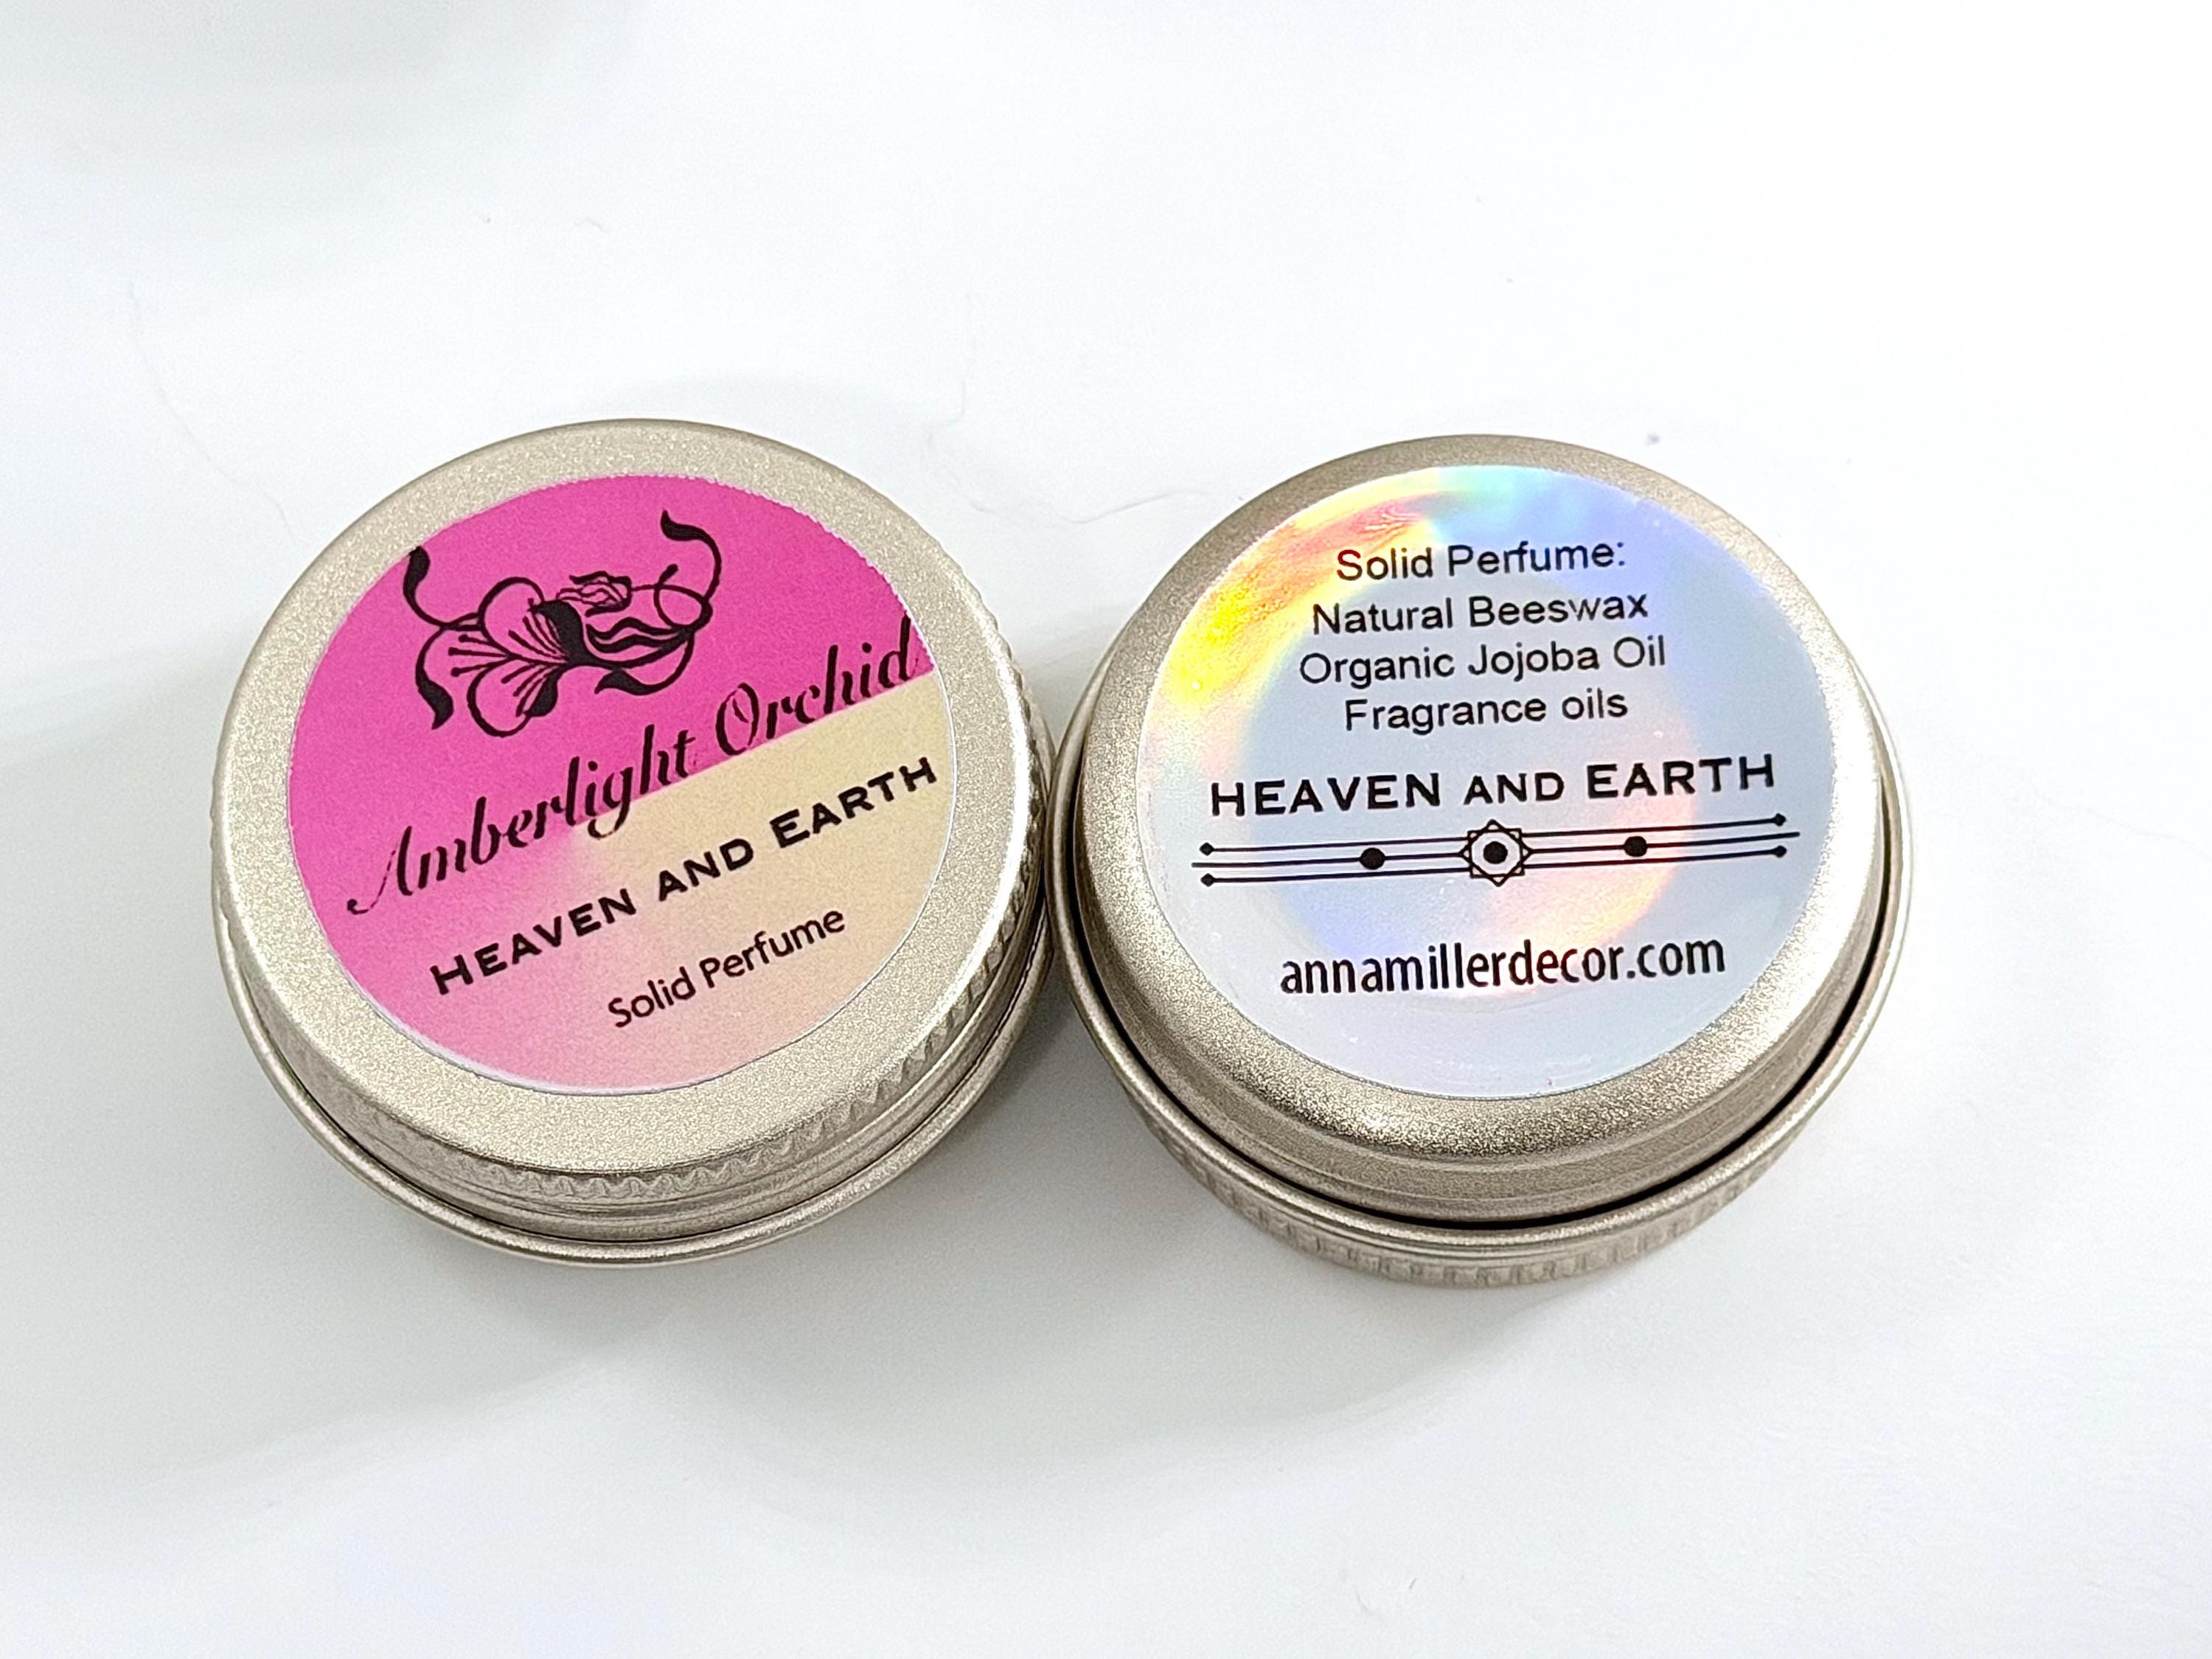 Amberlight Orchid
HEAVEN AND EARTH
Solid Perfume
Solid Perfume:
Natural Beeswax
Organic Jojoba Oil
Fragrance oils
HEAVEN AND EARTH
annamillerdecor.com